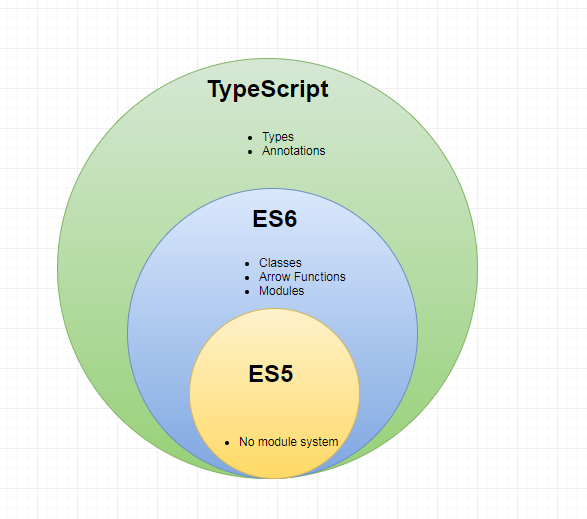 TypeScript
• Types
• Annotations
ES6
• Classes
• Arrow Functions
• Modules
ES5
• No module system